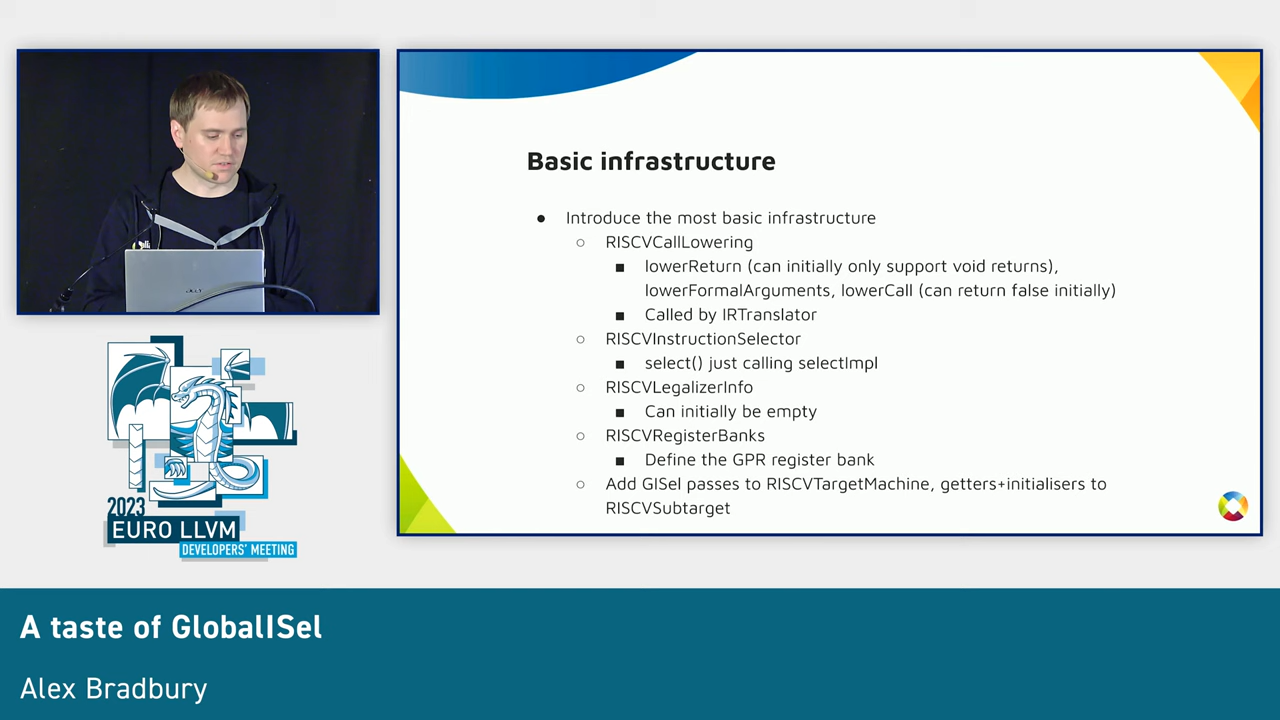 Basic infrastructure
● Introduce the most basic infrastructure
○ RISCVCallLowering
■ lowerReturn (can initially only support void returns),
lowerFormalArguments, lowerCall (can return false initially)
■ Called by IRTranslator
○ RISCVInstructionSelector
■ select() just calling selectImpl
○ RISCVLegalizerInfo
■ Can initially be empty
○ RISCVRegisterBanks
■ Define the GPR register bank
○ Add GISel passes to RISCVTargetMachine, getters+initialisers to
RISCVSubtarget
2023
EURO LLVM
DEVELOPERS' MEETING
A taste of GlobalISel
Alex Bradbury